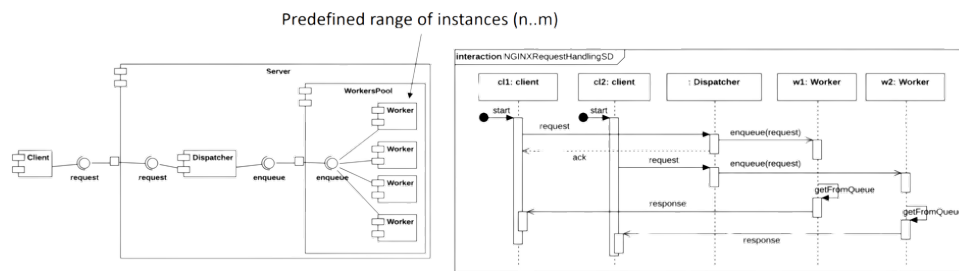 Predefined range of instances (n..m)
Server
WorkersPool
Worker
Worker
Worker
Worker
Client
request
request
Dispatcher
enqueue
enqueue
interaction NGINXRequestHandlingSD
cl1: client
cl2: client
: Dispatcher
w1: Worker
w2: Worker
start
start
request
enqueue(request)
ack
request
enqueue(request)
getFromQueue
response
getFromQueue
response